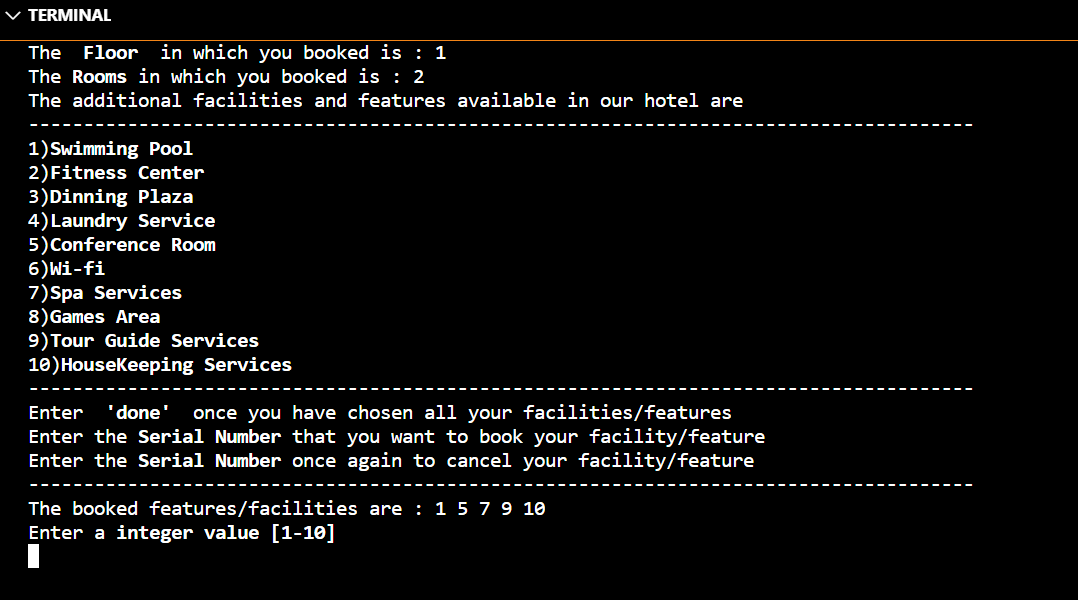 TERMINAL
The  Floor  in which you booked is : 1
The Rooms in which you booked is : 2
The additional facilities and features available in our hotel are
--------------------------------------------------------------------------------------
1)Swimming Pool
2)Fitness Center
3)Dinning Plaza
4)Laundry Service
5)Conference Room
6)Wi-fi
7)Spa Services
8)Games Area
9)Tour Guide Services
10)HouseKeeping Services
--------------------------------------------------------------------------------------
Enter  'done'  once you have chosen all your facilities/features
Enter the Serial Number that you want to book your facility/feature
Enter the Serial Number once again to cancel your facility/feature
--------------------------------------------------------------------------------------
The booked features/facilities are : 1 5 7 9 10
Enter a integer value [1-10]